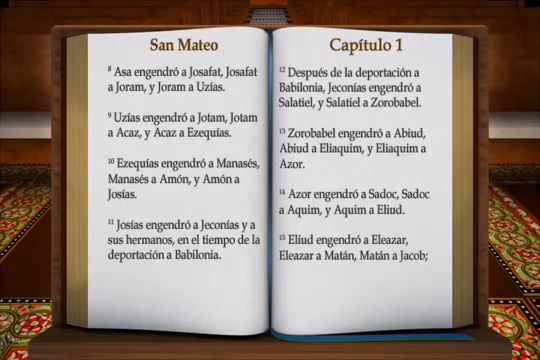 San Mateo
8 Asa engendró a Josafat, Josafat
a Joram, y Joram a Uzías.
9 Uzías engendró a Jotam, Jotam
a Acaz, y Acaz a Ezequías.
10 Ezequías engendró a Manasés,
Manasés a Amón, y Amón a
Josías.
11 Josías engendró a Jeconías y a
sus hermanos, en el tiempo de la
deportación a Babilonia.
Capítulo 1
12 Después de la deportación a
Babilonia, Jeconías engendró a
Salatiel, y Salatiel a Zorobabel.
13 Zorobabel engendró a Abiud,
Abiud a Eliaquim, y Eliaquim a
Azor.
14 Azor engendró a Sadoc, Sadoc
a Aquim, y Aquim a Eliud.
15 Eliud engendró a Eleazar,
Eleazar a Matán, Matán a Jacob;